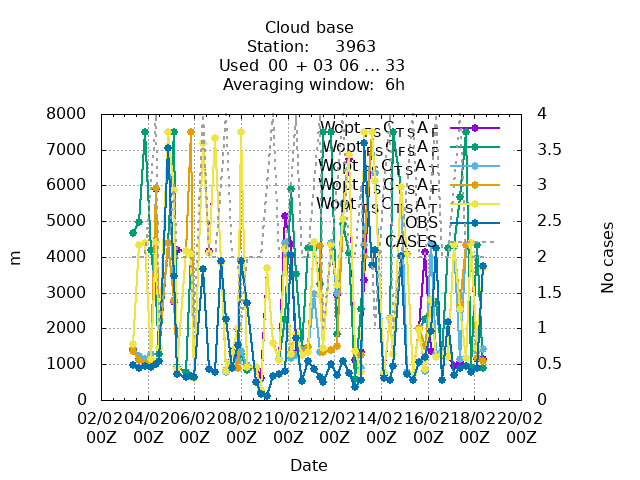 Cloud base
Station: 3963
Used 00 + 03 06 ... 33
Averaging window: 6h
8000
7000
6000
5000
4000
3000
2000
1000
0
m
4
3.5
3
2.5
2
1.5
1
0.5
0
No cases
OBS
CASES
02/02 04/02 06/02 08/02 10/02 12/02 14/02 16/02 18/02 20/02
00Z 00Z 00Z 00Z 00Z 00Z 00Z 00Z 00Z 00Z
Date